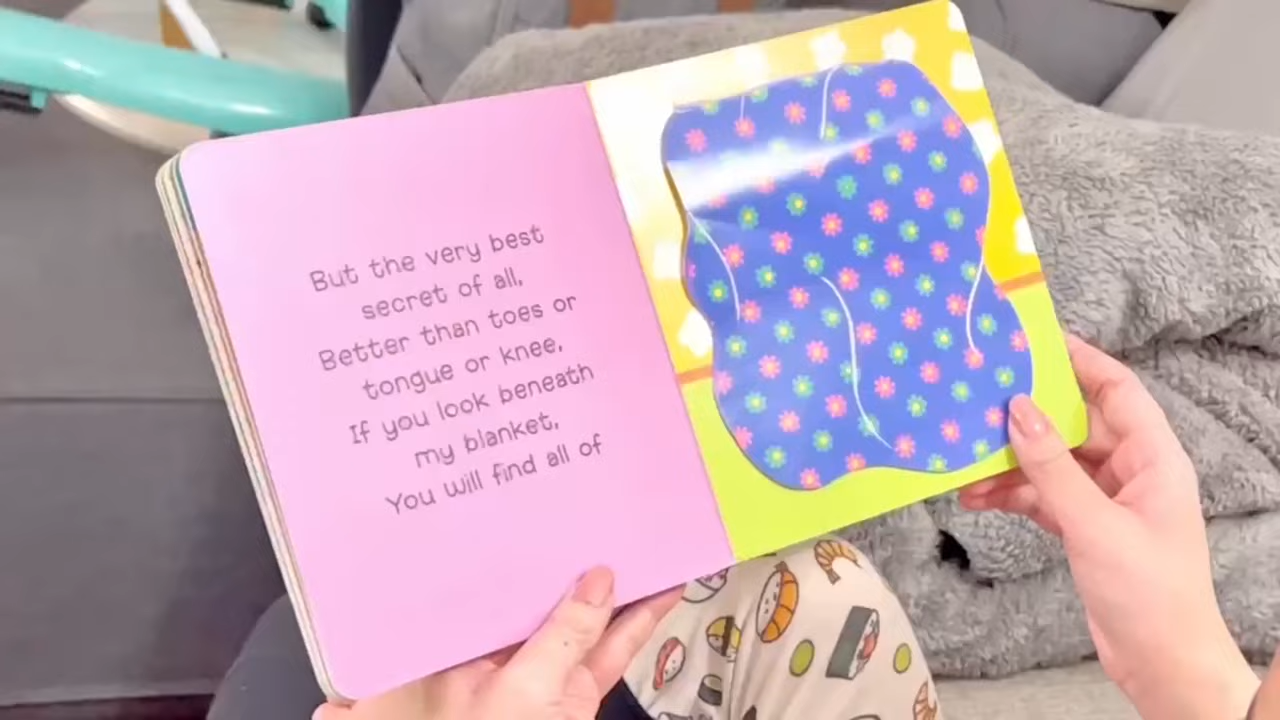 But the very best
secret of all,
Better than toes or
tongue or knee,
If you look beneath
my blanket,
You will find all of